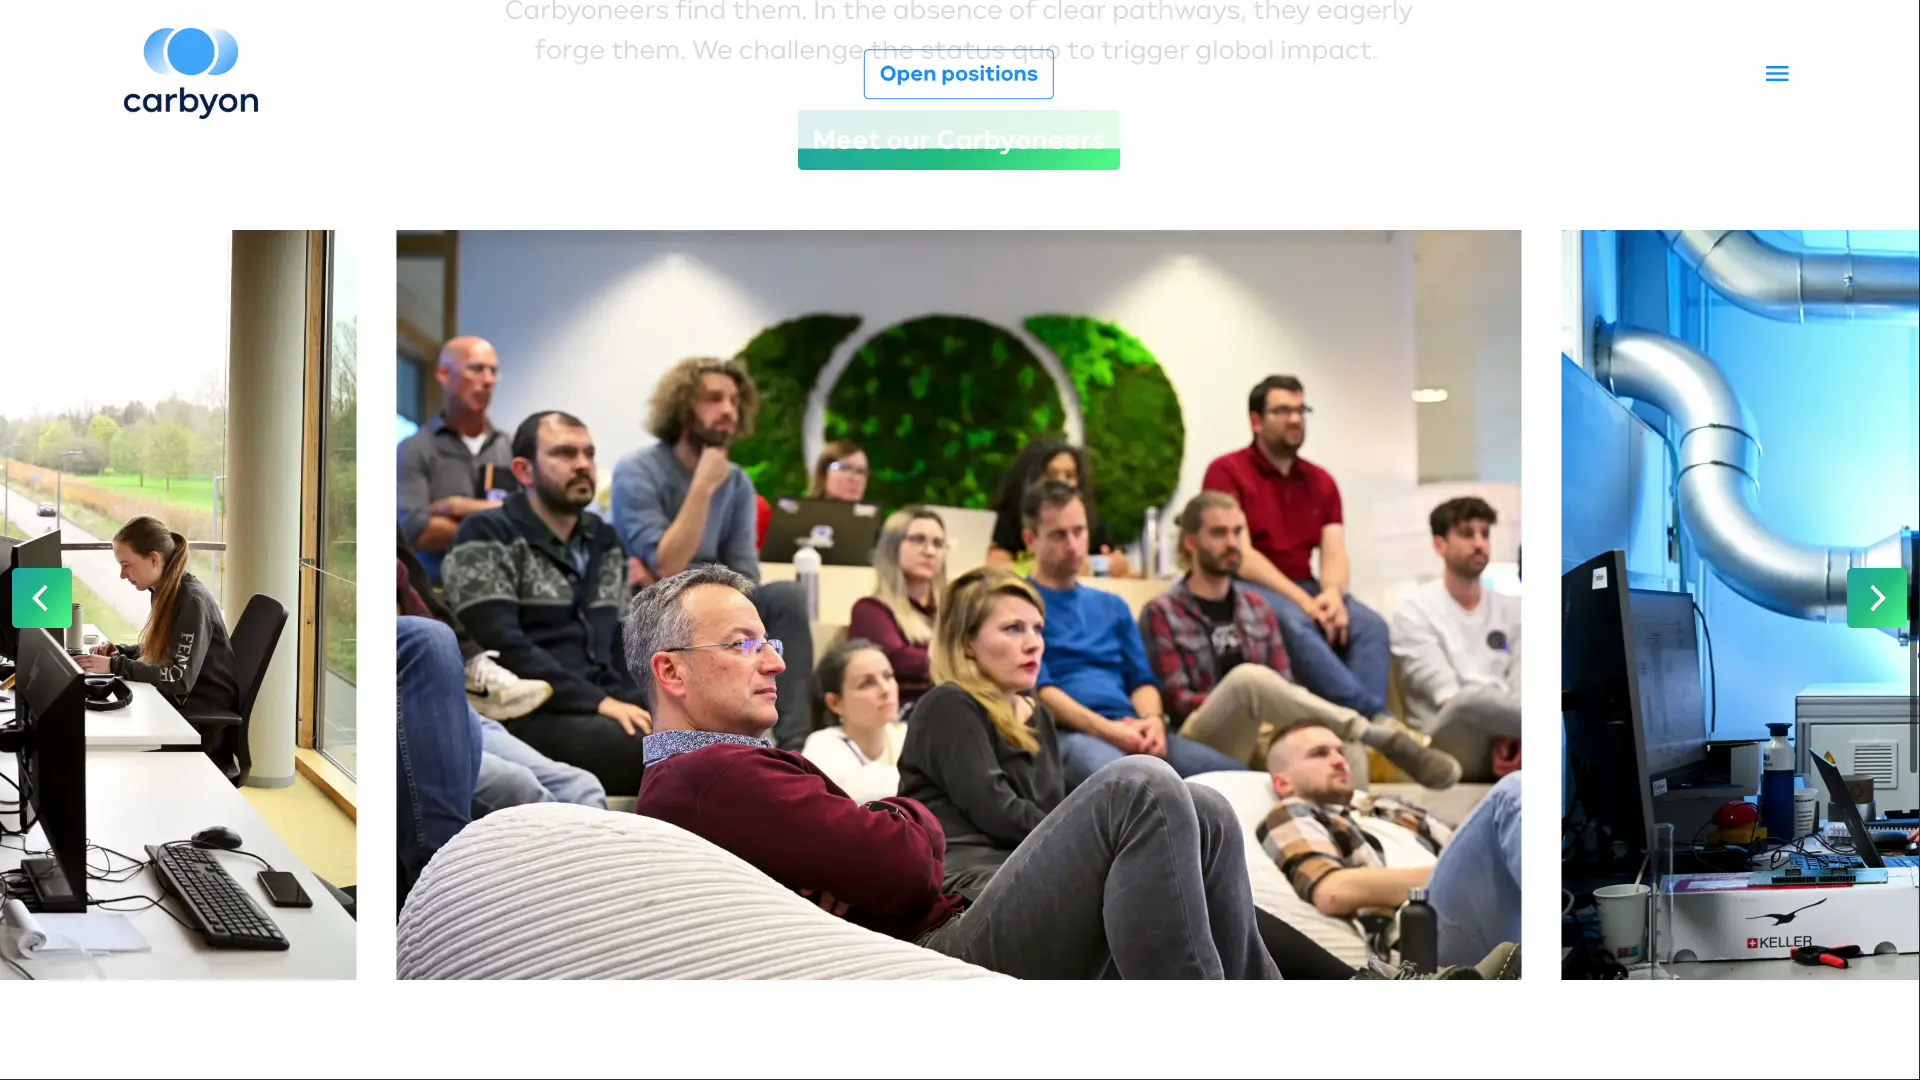 Carbyoneers find them. In the absence of clear pathways, they eagerly
forge them. We challenge the status quo to trigger global impact.
carbyon
Open positions
Meet our Carbyoneers
KELLER